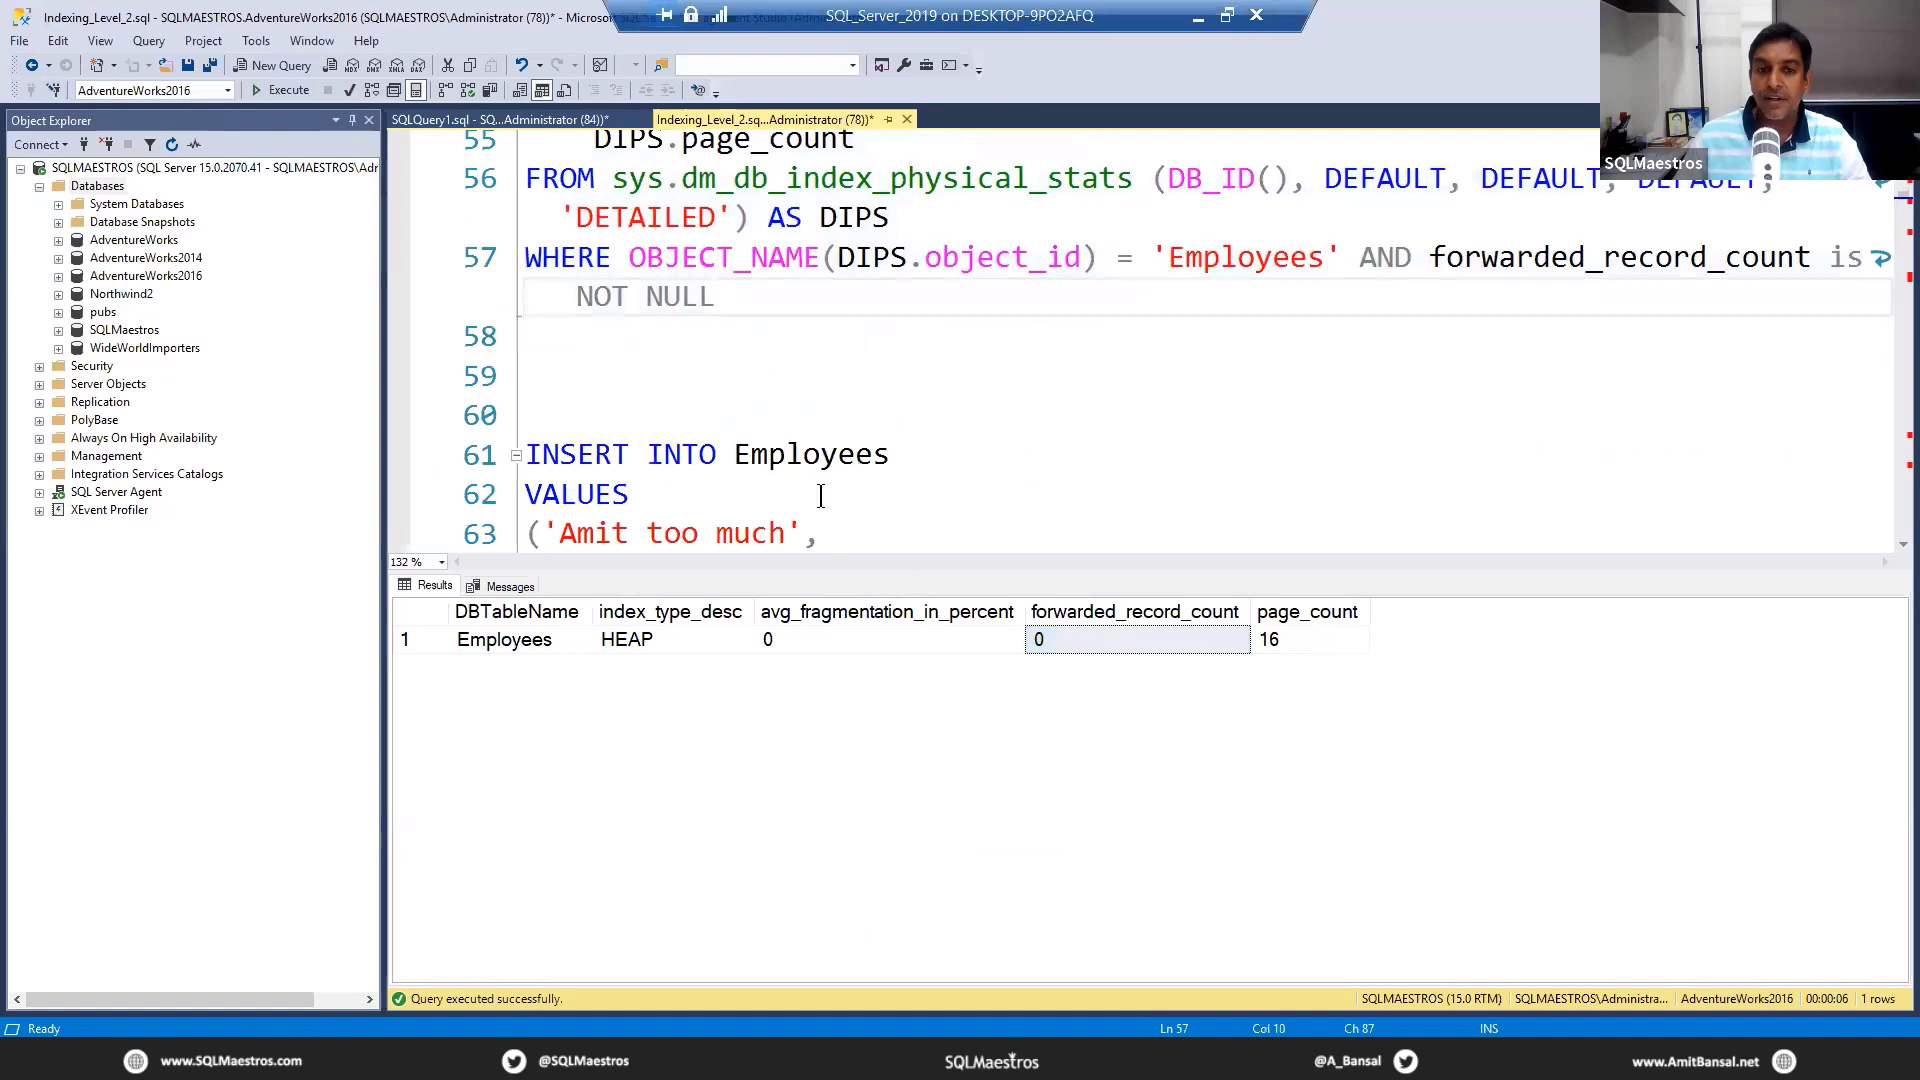 Indexing_Level_2.sql - SQLMAESTROS.AdventureWorks2016 (SQLMAESTROS\Administrator (78))* - Micros
SQL_Server_2019 on DESKTOP-9PO2AFQ
File Edit View Query Project Tools Window Help
New Query
AdventureWorks2016
Execute
Object Explorer
Connect
SQLMAESTROS (SQL Server 15.0.2070.41 - SQLMAESTROS\Adr
Databases
System Databases
Database Snapshots
AdventureWorks
AdventureWorks2014
AdventureWorks2016
Northwind2
pubs
SQLMaestros
WideWorldImporters
Security
Server Objects
Replication
PolyBase
Always On High Availability
Management
Integration Services Catalogs
SQL Server Agent
XEvent Profiler
SQLQuery1.sql - SQ...Administrator (84))*
Indexing_Level_2.sq...Administrator (78))*
55 DIPS.page_count
56 FROM sys.dm_db_index_physical_stats (DB_ID(), DEFAULT, DEFAULT, DEFAULT,
'DETAILED') AS DIPS
57 WHERE OBJECT_NAME(DIPS.object_id) = 'Employees' AND forwarded_record_count is
NOT NULL
58
59
60
61 INSERT INTO Employees
62 VALUES
63 ('Amit too much',
132 %
Results Messages
DBTableName index_type_desc avg_fragmentation_in_percent forwarded_record_count page_count
1 Employees HEAP 0 0 16
Query executed successfully.
SQLMAESTROS (15.0 RTM) SQLMAESTROS\Administra... AdventureWorks2016 00:00:06 1 rows
Ready
Ln 57 Col 10 Ch 87 INS
SQLMaestros
www.SQLMaestros.com @SQLMaestros SQLMaestros @A_Bansal www.AmitBansal.net